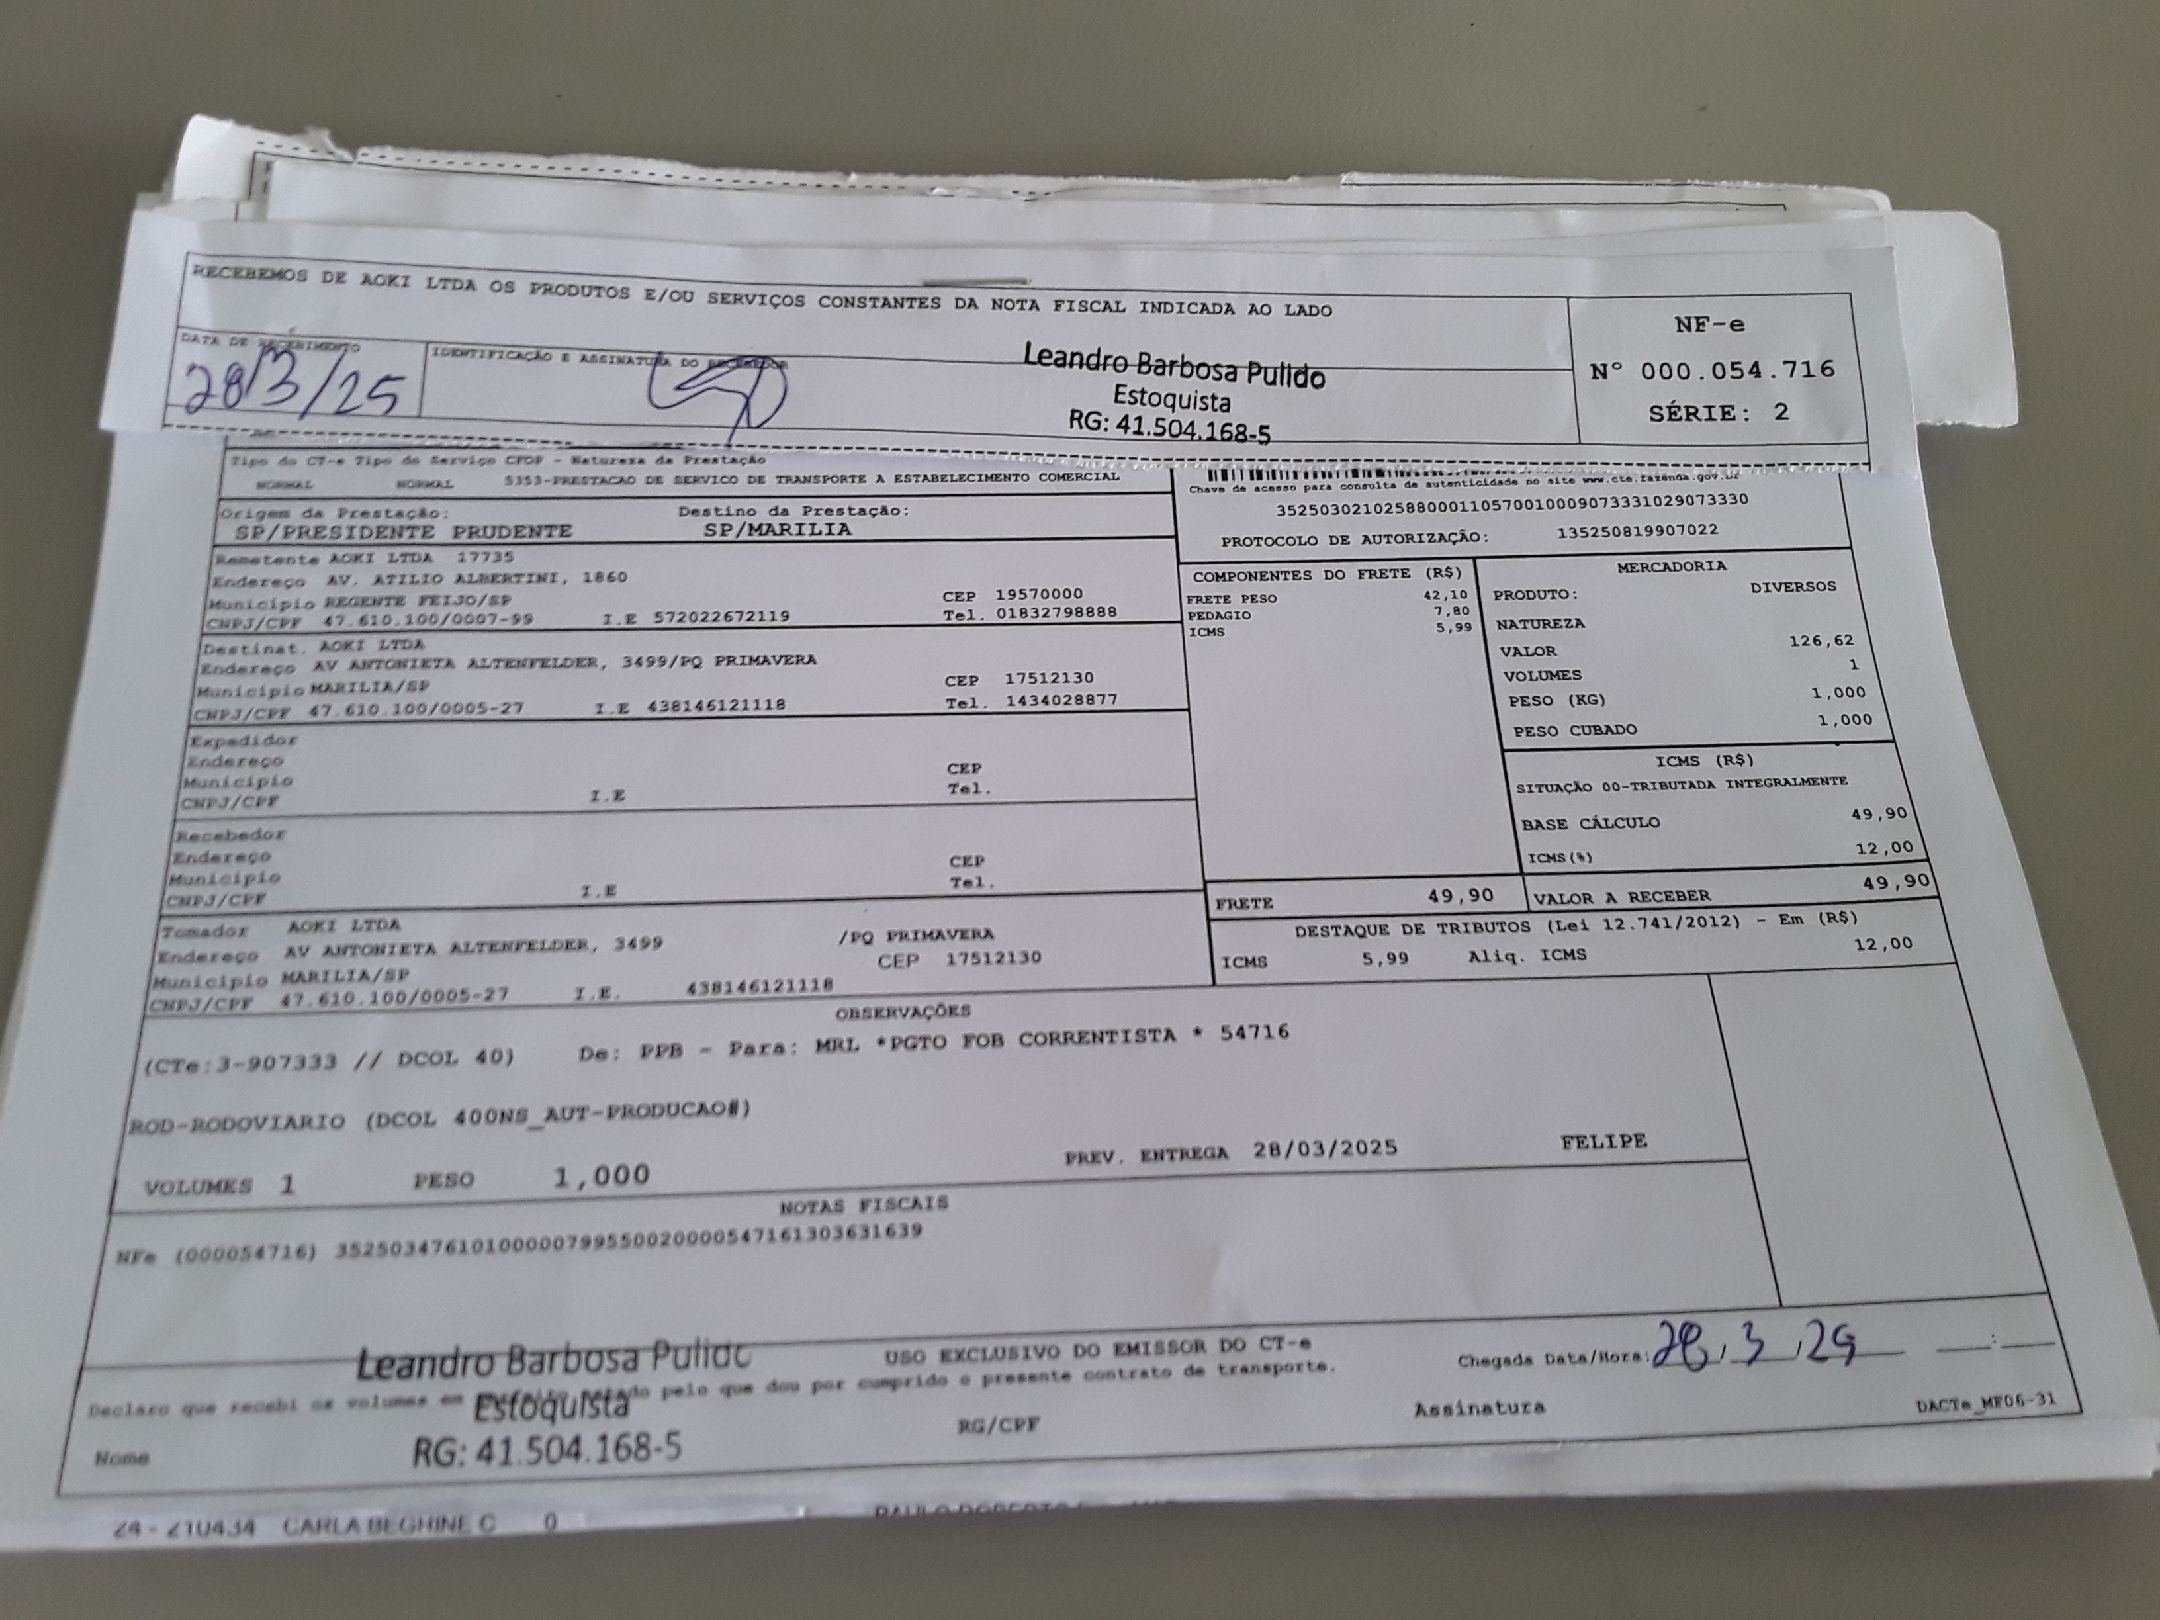 RECEBEMOS DE AOKI LTDA OS PRODUTOS E/OU SERVIÇOS CONSTANTES DA NOTA FISCAL INDICADA AO LADO
NF-e
Nº 000.054.716
SÉRIE: 2
DATA DE RECEBIMENTO
28/3/25
IDENTIFICAÇÃO E ASSINATURA DO RECEBEDOR
Leandro Barbosa Pulido
Estoquista
RG: 41.504.168-5
Tipo do CT-e Tipo do Serviço CFOP - Natureza da Prestação
NORMAL NORMAL 5353-PRESTACAO DE SERVICO DE TRANSPORTE A ESTABELECIMENTO COMERCIAL
Chave de acesso para consulta de autenticidade no site www.cte.fazenda.gov.br
35250302102588000110570010009073331029073330
PROTOCOLO DE AUTORIZAÇÃO: 135250819907022
Origem da Prestação: Destino da Prestação:
SP/PRESIDENTE PRUDENTE SP/MARILIA
Remetente AOKI LTDA 17735
Endereço AV. ATILIO ALBERTINI, 1860
Município REGENTE FEIJO/SP CEP 19570000
CNPJ/CPF 47.610.100/0007-99 I.E 572022672119 Tel. 01832798888
Destinat. AOKI LTDA
Endereço AV ANTONIETA ALTENFELDER, 3499/PQ PRIMAVERA
Município MARILIA/SP CEP 17512130
CNPJ/CPF 47.610.100/0005-27 I.E 438146121118 Tel. 1434028877
Expedidor
Endereço
Município CEP
CNPJ/CPF I.E Tel.
Recebedor
Endereço
Município CEP
CNPJ/CPF I.E Tel.
Tomador AOKI LTDA
Endereço AV ANTONIETA ALTENFELDER, 3499 /PQ PRIMAVERA
Município MARILIA/SP CEP 17512130
CNPJ/CPF 47.610.100/0005-27 I.E. 438146121118
COMPONENTES DO FRETE (R$)
FRETE PESO 42,10
PEDAGIO 7,80
ICMS 5,99
MERCADORIA
PRODUTO: DIVERSOS
NATUREZA
VALOR 126,62
VOLUMES 1
PESO (KG) 1,000
PESO CUBADO 1,000
ICMS (R$)
SITUAÇÃO 00-TRIBUTADA INTEGRALMENTE
BASE CÁLCULO 49,90
ICMS(%) 12,00
FRETE 49,90 VALOR A RECEBER 49,90
DESTAQUE DE TRIBUTOS (Lei 12.741/2012) - Em (R$)
ICMS 5,99 Aliq. ICMS 12,00
OBSERVAÇÕES
(CTe:3-907333 // DCOL 40) De: PPB - Para: MRL *PGTO FOB CORRENTISTA * 54716
ROD-RODOVIARIO (DCOL 400NS_AUT-PRODUCAO#)
VOLUMES 1 PESO 1,000 PREV. ENTREGA 28/03/2025 FELIPE
NOTAS FISCAIS
NFe (000054716) 35250347610100000799550020000547161303631639
Leandro Barbosa Pulido
Estoquista
RG: 41.504.168-5
USO EXCLUSIVO DO EMISSOR DO CT-e
Chegada Data/Hora: 28/3/25 __:__
Declaro que recebi os volumes em pelo que dou por cumprido o presente contrato de transporte.
Nome RG/CPF Assinatura DACTe_MF06-31
24 - 210434 CARLA BEGHINE C 0